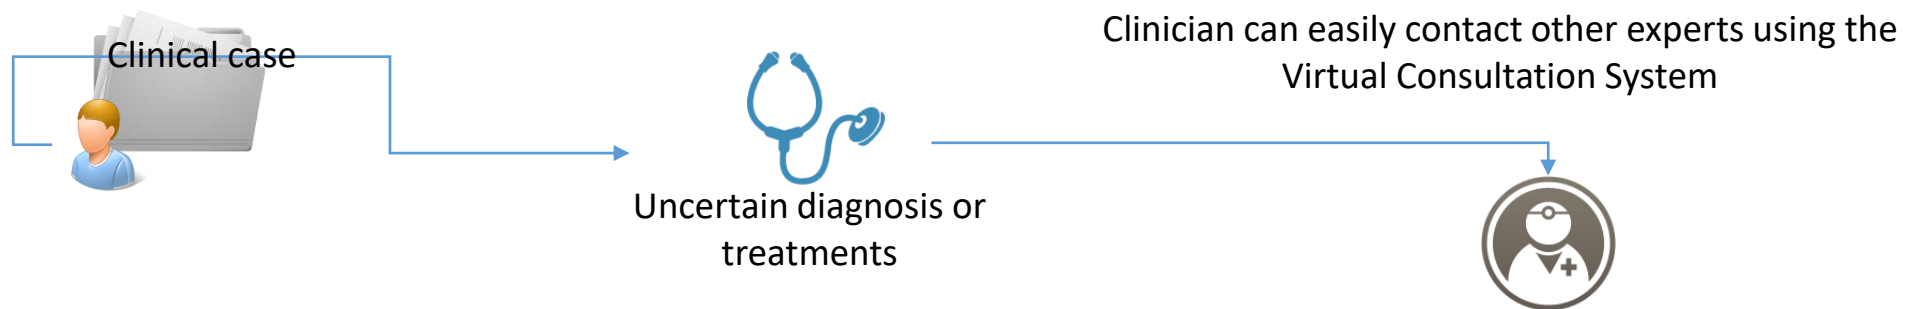 Clinical case
Uncertain diagnosis or
treatments
Clinician can easily contact other experts using the
Virtual Consultation System